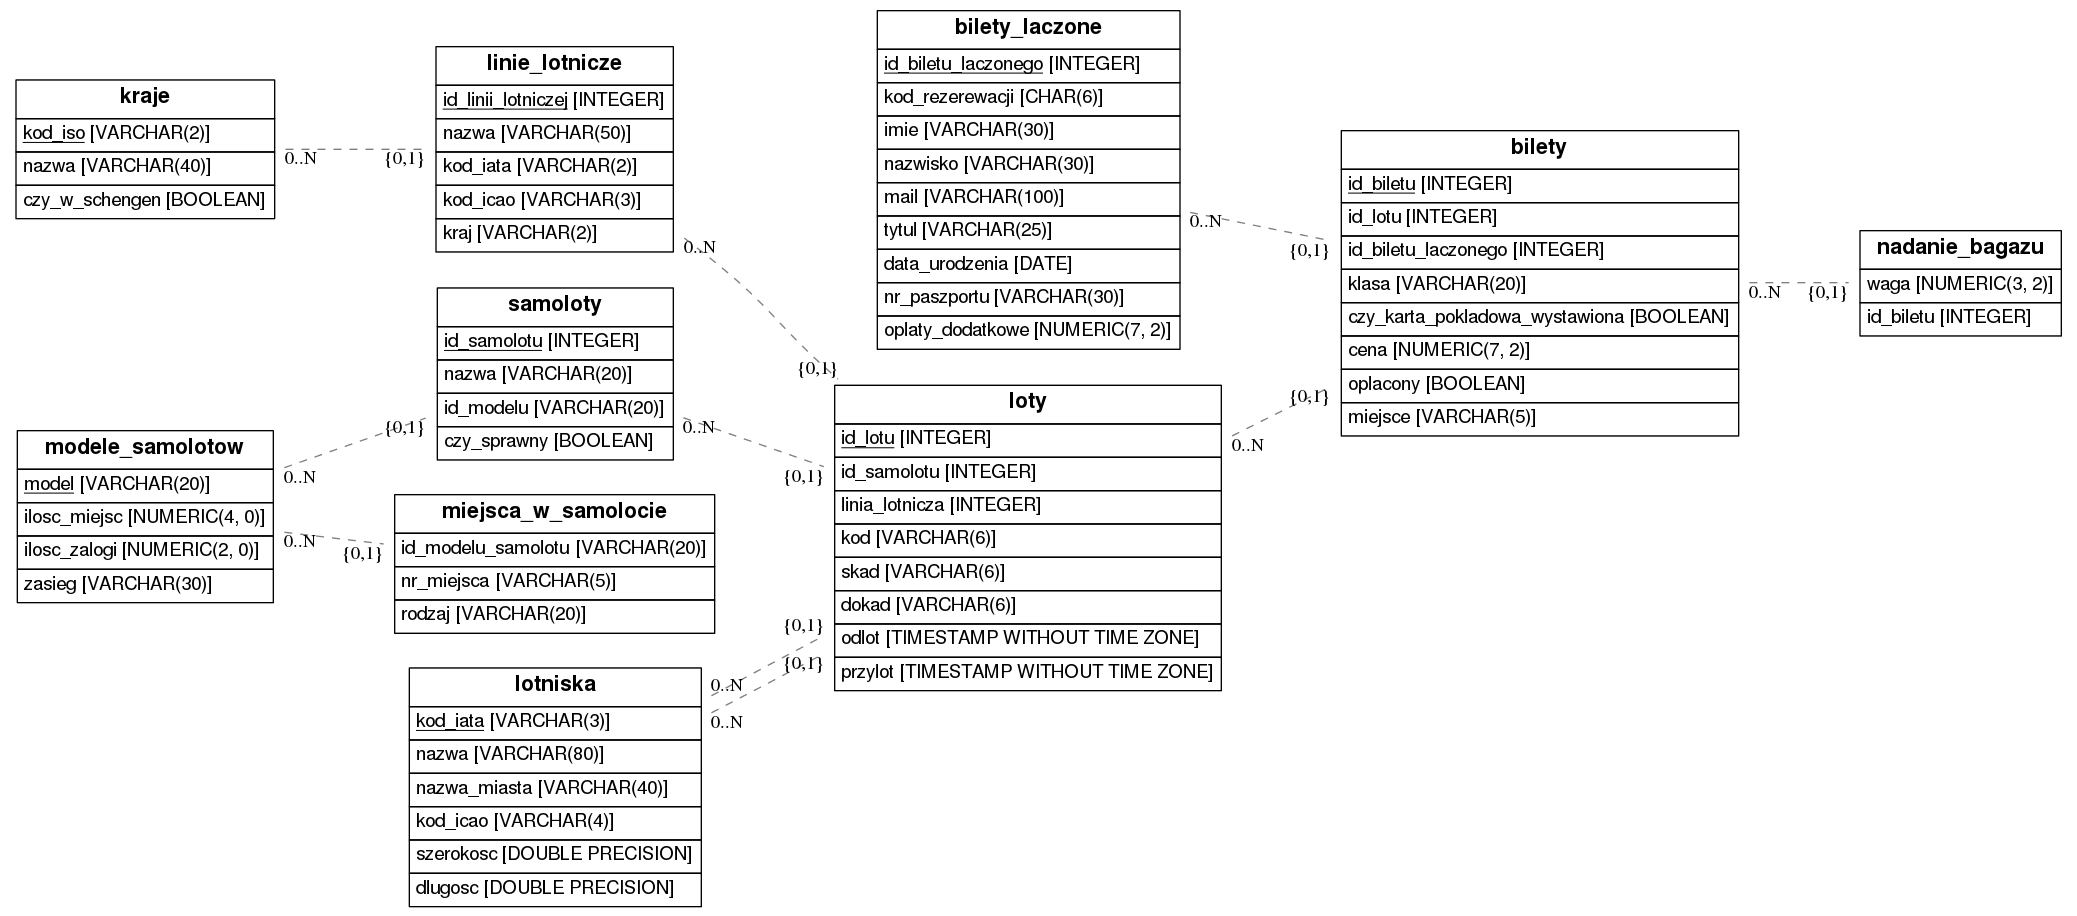 kraje
kod_iso [VARCHAR(2)]
nazwa [VARCHAR(40)]
czy_w_schengen [BOOLEAN]
0..N
{0,1}
linie_lotnicze
id_linii_lotniczej [INTEGER]
nazwa [VARCHAR(50)]
kod_iata [VARCHAR(2)]
kod_icao [VARCHAR(3)]
kraj [VARCHAR(2)]
0..N
{0,1}
modele_samolotow
model [VARCHAR(20)]
ilosc_miejsc [NUMERIC(4, 0)]
ilosc_zalogi [NUMERIC(2, 0)]
zasieg [VARCHAR(30)]
0..N
{0,1}
0..N
{0,1}
samoloty
id_samolotu [INTEGER]
nazwa [VARCHAR(20)]
id_modelu [VARCHAR(20)]
czy_sprawny [BOOLEAN]
0..N
{0,1}
miejsca_w_samolocie
id_modelu_samolotu [VARCHAR(20)]
nr_miejsca [VARCHAR(5)]
rodzaj [VARCHAR(20)]
lotniska
kod_iata [VARCHAR(3)]
nazwa [VARCHAR(80)]
nazwa_miasta [VARCHAR(40)]
kod_icao [VARCHAR(4)]
szerokosc [DOUBLE PRECISION]
dlugosc [DOUBLE PRECISION]
0..N
{0,1}
0..N
{0,1}
bilety_laczone
id_biletu_laczonego [INTEGER]
kod_rezerewacji [CHAR(6)]
imie [VARCHAR(30)]
nazwisko [VARCHAR(30)]
mail [VARCHAR(100)]
tytul [VARCHAR(25)]
data_urodzenia [DATE]
nr_paszportu [VARCHAR(30)]
oplaty_dodatkowe [NUMERIC(7, 2)]
0..N
{0,1}
loty
id_lotu [INTEGER]
id_samolotu [INTEGER]
linia_lotnicza [INTEGER]
kod [VARCHAR(6)]
skad [VARCHAR(6)]
dokad [VARCHAR(6)]
odlot [TIMESTAMP WITHOUT TIME ZONE]
przylot [TIMESTAMP WITHOUT TIME ZONE]
0..N
{0,1}
bilety
id_biletu [INTEGER]
id_lotu [INTEGER]
id_biletu_laczonego [INTEGER]
klasa [VARCHAR(20)]
czy_karta_pokladowa_wystawiona [BOOLEAN]
cena [NUMERIC(7, 2)]
oplacony [BOOLEAN]
miejsce [VARCHAR(5)]
0..N
{0,1}
nadanie_bagazu
waga [NUMERIC(3, 2)]
id_biletu [INTEGER]